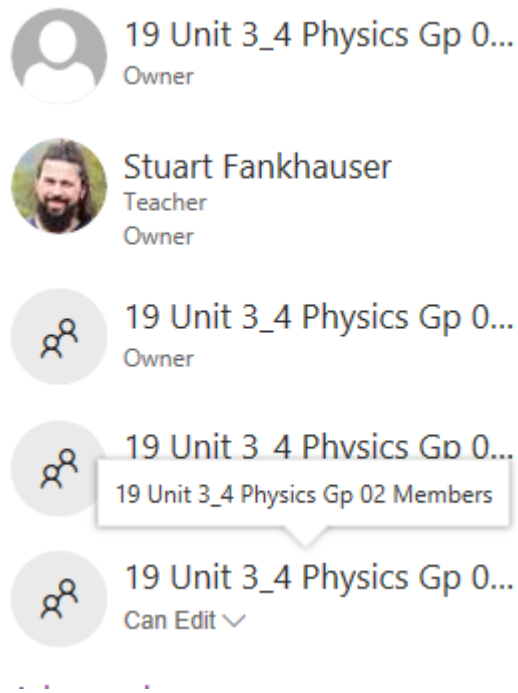 19 Unit 3_4 Physics Gp 0...
Owner
Stuart Fankhauser
Teacher
Owner
19 Unit 3_4 Physics Gp 0...
Owner
19 Unit 3_4 Physics Gp 0...
19 Unit 3_4 Physics Gp 02 Members
19 Unit 3_4 Physics Gp 0...
Can Edit